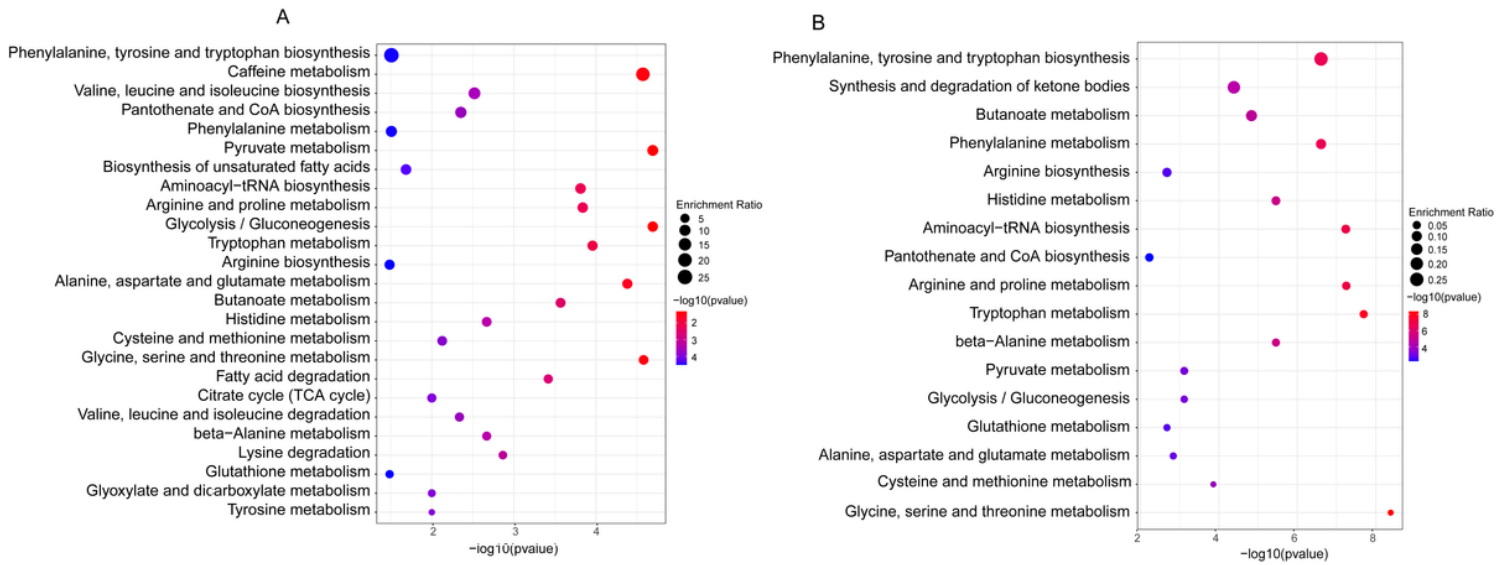 A
Phenylalanine, tyrosine and tryptophan biosynthesis
Caffeine metabolism
Valine, leucine and isoleucine biosynthesis
Pantothenate and CoA biosynthesis
Phenylalanine metabolism
Pyruvate metabolism
Biosynthesis of unsaturated fatty acids
Aminoacyl−tRNA biosynthesis
Arginine and proline metabolism
Glycolysis / Gluconeogenesis
Tryptophan metabolism
Arginine biosynthesis
Alanine, aspartate and glutamate metabolism
Butanoate metabolism
Histidine metabolism
Cysteine and methionine metabolism
Glycine, serine and threonine metabolism
Fatty acid degradation
Citrate cycle (TCA cycle)
Valine, leucine and isoleucine degradation
beta−Alanine metabolism
Lysine degradation
Glutathione metabolism
Glyoxylate and dicarboxylate metabolism
Tyrosine metabolism
2 3 4
−log10(pvalue)
Enrichment Ratio
5
10
15
20
25
−log10(pvalue)
2
3
4
B
Phenylalanine, tyrosine and tryptophan biosynthesis
Synthesis and degradation of ketone bodies
Butanoate metabolism
Phenylalanine metabolism
Arginine biosynthesis
Histidine metabolism
Aminoacyl−tRNA biosynthesis
Pantothenate and CoA biosynthesis
Arginine and proline metabolism
Tryptophan metabolism
beta−Alanine metabolism
Pyruvate metabolism
Glycolysis / Gluconeogenesis
Glutathione metabolism
Alanine, aspartate and glutamate metabolism
Cysteine and methionine metabolism
Glycine, serine and threonine metabolism
2 4 6 8
−log10(pvalue)
Enrichment Ratio
0.05
0.10
0.15
0.20
0.25
−log10(pvalue)
8
6
4